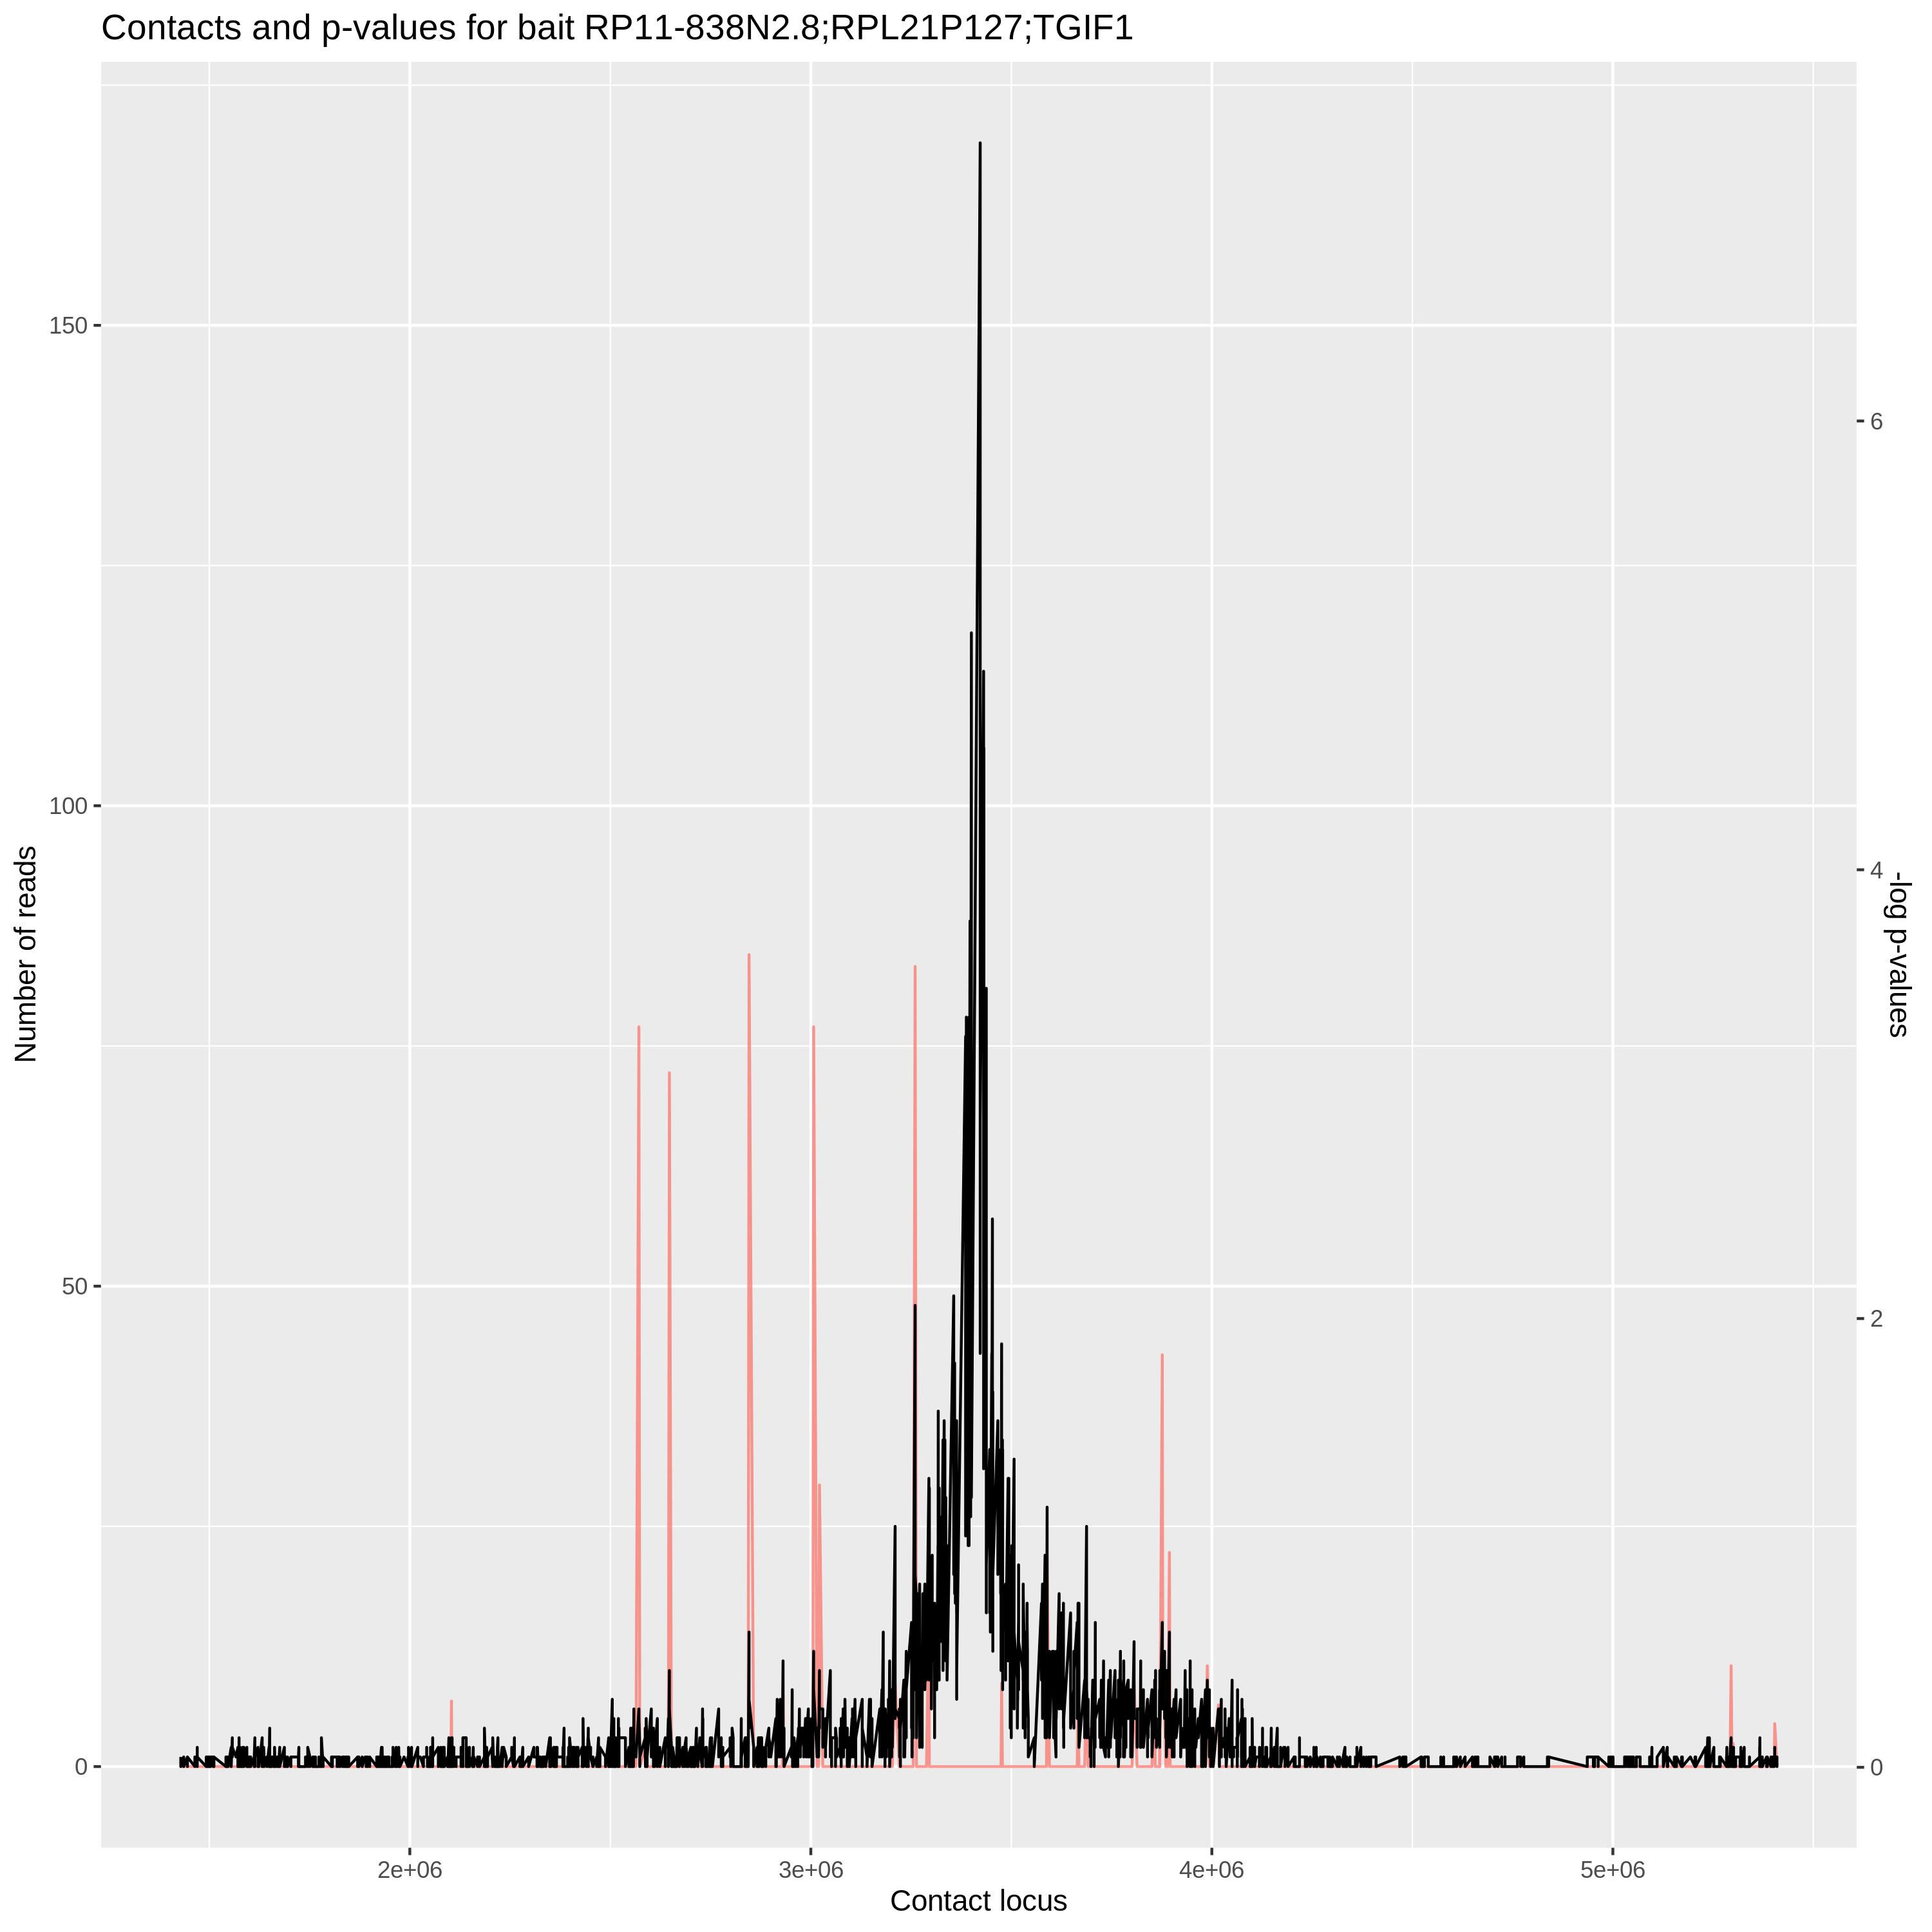 Contacts and p-values for bait RP11-838N2.8;RPL21P127;TGIF1
150
100
50
0
Number of reads
6
4
2
0
-log p-values
2e+06
3e+06
4e+06
5e+06
Contact locus